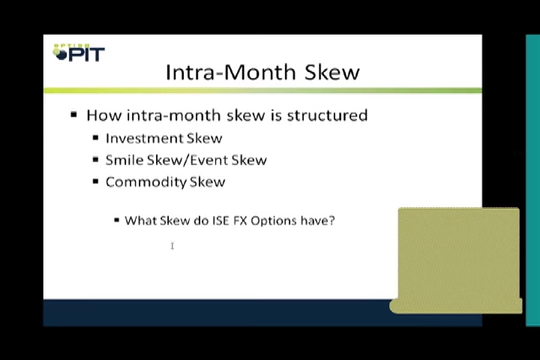 OPTION
PIT
Intra-Month Skew
How intra-month skew is structured
Investment Skew
Smile Skew/Event Skew
Commodity Skew
What Skew do ISE FX Options have?